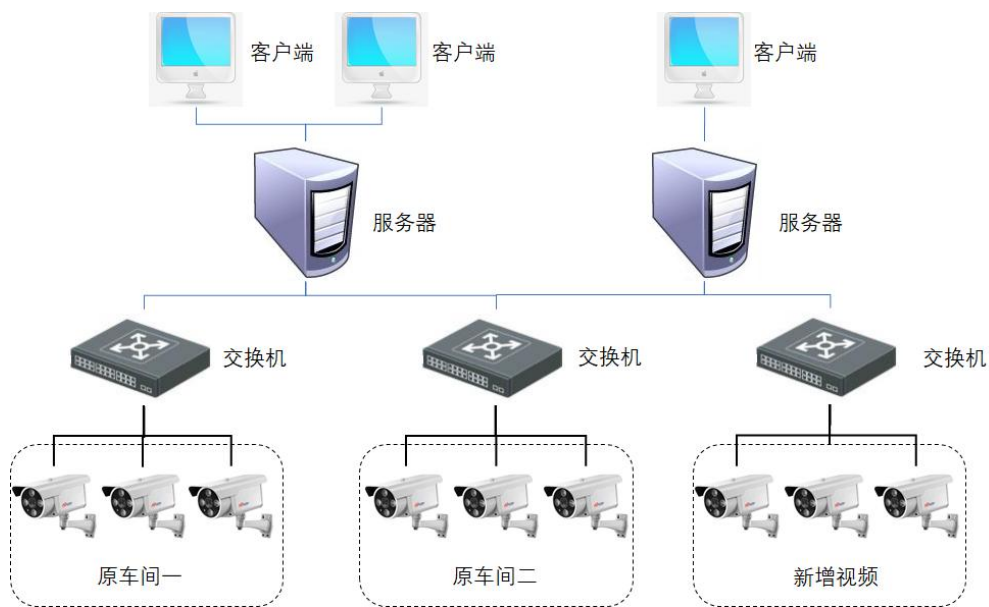 客户端
客户端
客户端
服务器
服务器
交换机
交换机
交换机
原车间一
原车间二
新增视频